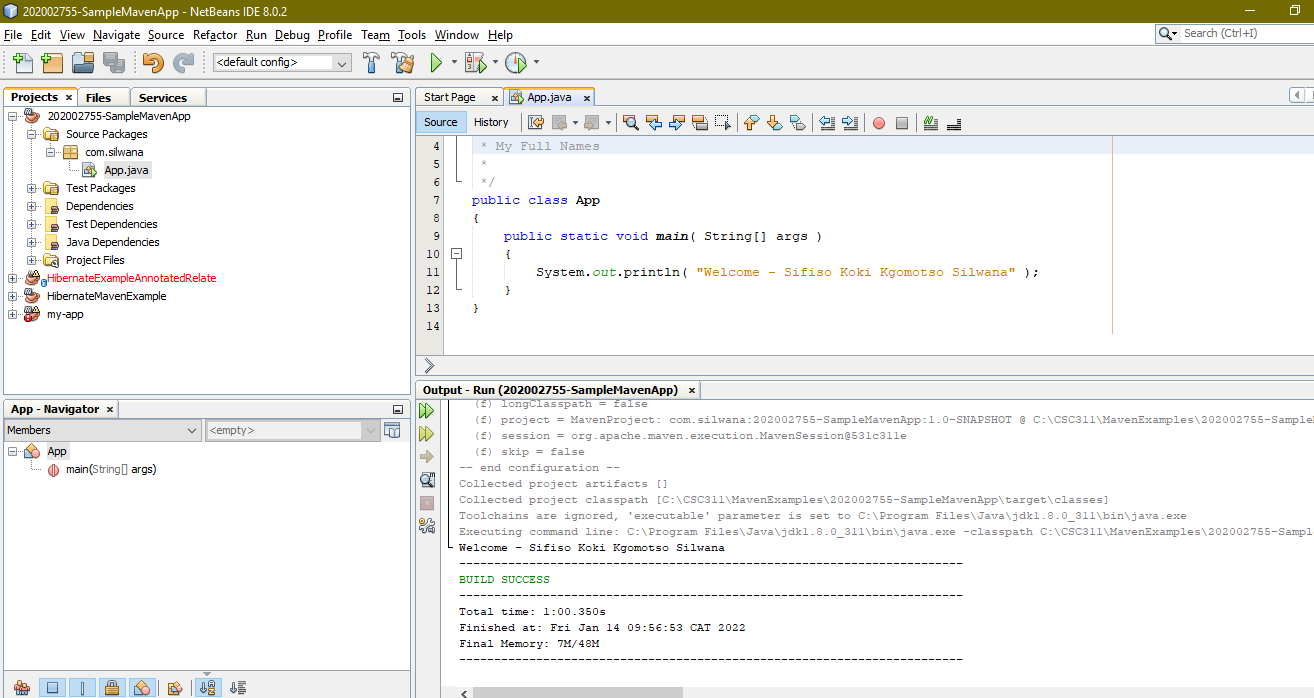 202002755-SampleMavenApp - NetBeans IDE 8.0.2
File Edit View Navigate Source Refactor Run Debug Profile Team Tools Window Help
Search (Ctrl+I)
<default config>
Projects × Files Services
202002755-SampleMavenApp
Source Packages
com.silwana
App.java
Test Packages
Dependencies
Test Dependencies
Java Dependencies
Project Files
HibernateExampleAnnotatedRelate
HibernateMavenExample
my-app
App - Navigator ×
Members
<empty>
App
main(String[] args)
Start Page × App.java ×
Source History
4 * My Full Names
5 *
6 */
7 public class App
8 {
9 public static void main( String[] args )
10 {
11 System.out.println( "Welcome - Sifiso Koki Kgomotso Silwana" );
12 }
13 }
14
Output - Run (202002755-SampleMavenApp) ×
(f) longClasspath = false
(f) project = MavenProject: com.silwana:202002755-SampleMavenApp:1.0-SNAPSHOT @ C:\CSC311\MavenExamples\202002755-Sampl
(f) session = org.apache.maven.execution.MavenSession@531c311e
(f) skip = false
-- end configuration --
Collected project artifacts []
Collected project classpath [C:\CSC311\MavenExamples\202002755-SampleMavenApp\target\classes]
Toolchains are ignored, 'executable' parameter is set to C:\Program Files\Java\jdk1.8.0_311\bin\java.exe
Executing command line: C:\Program Files\Java\jdk1.8.0_311\bin\java.exe -classpath C:\CSC311\MavenExamples\202002755-Sampl
Welcome - Sifiso Koki Kgomotso Silwana
------------------------------------------------------------------------
BUILD SUCCESS
------------------------------------------------------------------------
Total time: 1:00.350s
Finished at: Fri Jan 14 09:56:53 CAT 2022
Final Memory: 7M/48M
------------------------------------------------------------------------